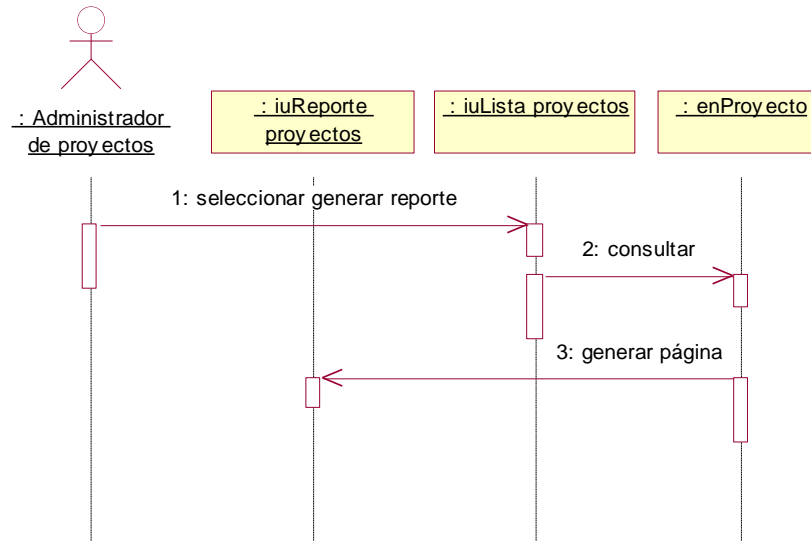 : Administrador
de proyectos
: iuReporte
proyectos
: iuLista proyectos
: enProyecto
1: seleccionar generar reporte
2: consultar
3: generar página